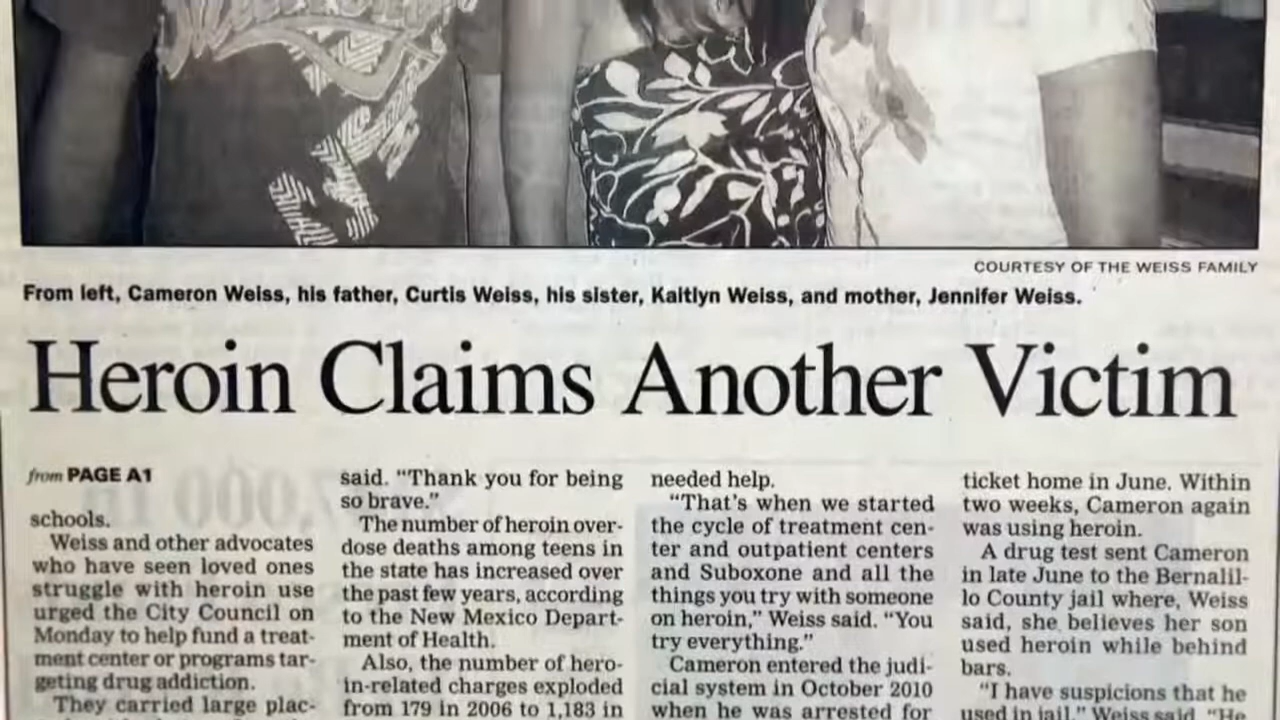 COURTESY OF THE WEISS FAMILY
From left, Cameron Weiss, his father, Curtis Weiss, his sister, Kaitlyn Weiss, and mother, Jennifer Weiss.
Heroin Claims Another Victim
from PAGE A1
schools.
Weiss and other advocates
who have seen loved ones
struggle with heroin use
urged the City Council on
Monday to help fund a treat-
ment center or programs tar-
geting drug addiction.
They carried large plac-
said. “Thank you for being
so brave.”
The number of heroin over-
dose deaths among teens in
the state has increased over
the past few years, according
to the New Mexico Depart-
ment of Health.
Also, the number of hero-
in-related charges exploded
from 179 in 2006 to 1,183 in
needed help.
“That’s when we started
the cycle of treatment cen-
ter and outpatient centers
and Suboxone and all the
things you try with someone
on heroin,” Weiss said. “You
try everything.”
Cameron entered the judi-
cial system in October 2010
when he was arrested for
ticket home in June. Within
two weeks, Cameron again
was using heroin.
A drug test sent Cameron
in late June to the Bernalil-
lo County jail where, Weiss
said, she believes her son
used heroin while behind
bars.
“I have suspicions that he
used in jail,” Weiss said. “He